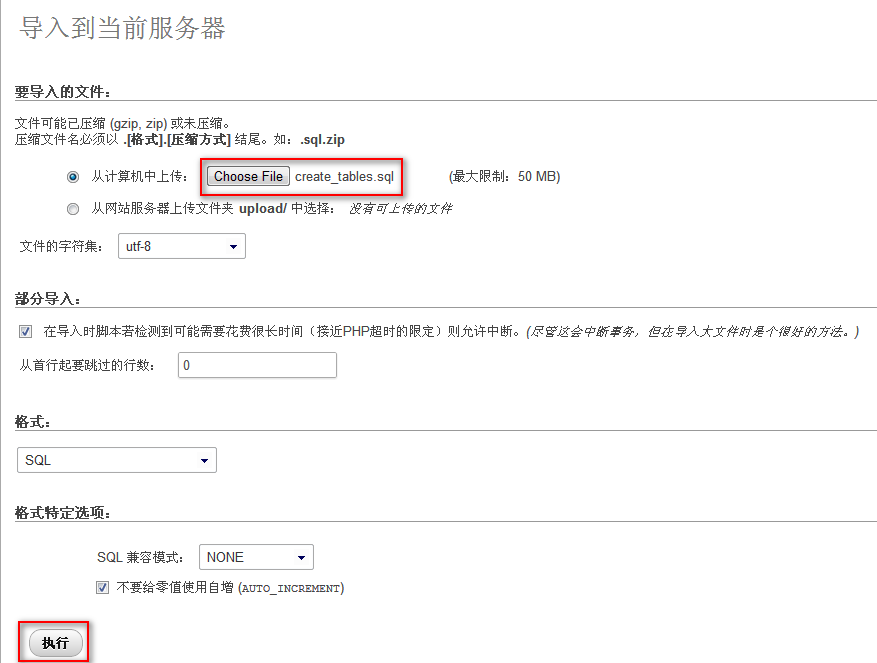 导入到当前服务器
要导入的文件：
文件可能已压缩 (gzip, zip) 或未压缩。
压缩文件名必须以 .[格式].[压缩方式] 结尾。如：.sql.zip
从计算机中上传： Choose File create_tables.sql (最大限制：50 MB)
从网站服务器上传文件夹 upload/ 中选择： 没有可上传的文件
文件的字符集： utf-8
部分导入：
在导入时脚本若检测到可能需要花费很长时间（接近PHP超时的限定）则允许中断。(尽管这会中断事务，但在导入大文件时是个很好的方法。)
从首行起要跳过的行数： 0
格式：
SQL
格式特定选项：
SQL 兼容模式： NONE
不要给零值使用自增 (AUTO_INCREMENT)
执行